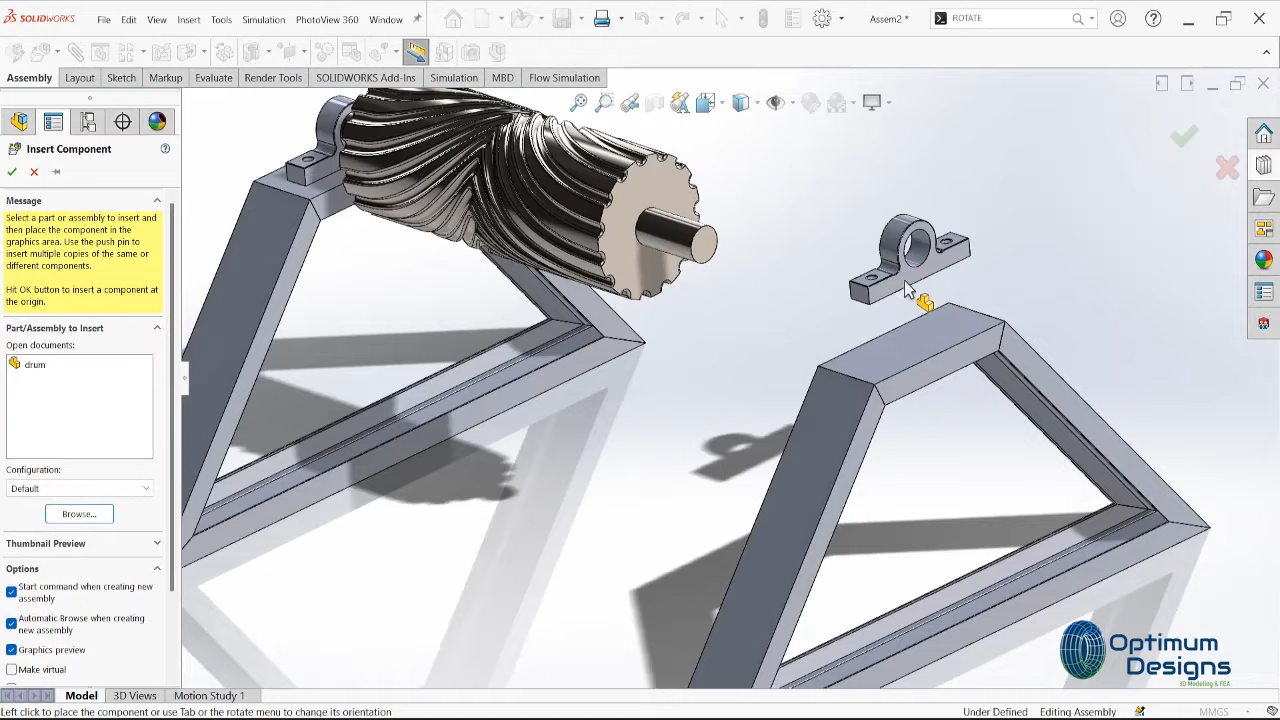 SOLIDWORKS
File
Edit
View
Insert
Tools
Simulation
PhotoView 360
Window
Assem2 *
ROTATE
Assembly
Layout
Sketch
Markup
Evaluate
Render Tools
SOLIDWORKS Add-Ins
Simulation
MBD
Flow Simulation
Insert Component
Message
Select a part or assembly to insert and
then place the component in the
graphics area. Use the push pin to
insert multiple copies of the same or
different components.
Hit OK button to insert a component at
the origin.
Part/Assembly to Insert
Open documents:
drum
Configuration:
Default
Browse...
Thumbnail Preview
Options
Start command when creating new
assembly
Automatic Browse when creating
new assembly
Graphics preview
Make virtual
Optimum
Designs
3D Modeling & FEA
Model
3D Views
Motion Study 1
Left click to place the component or use Tab or the rotate menu to change its orientation
Under Defined
Editing Assembly
MMGS